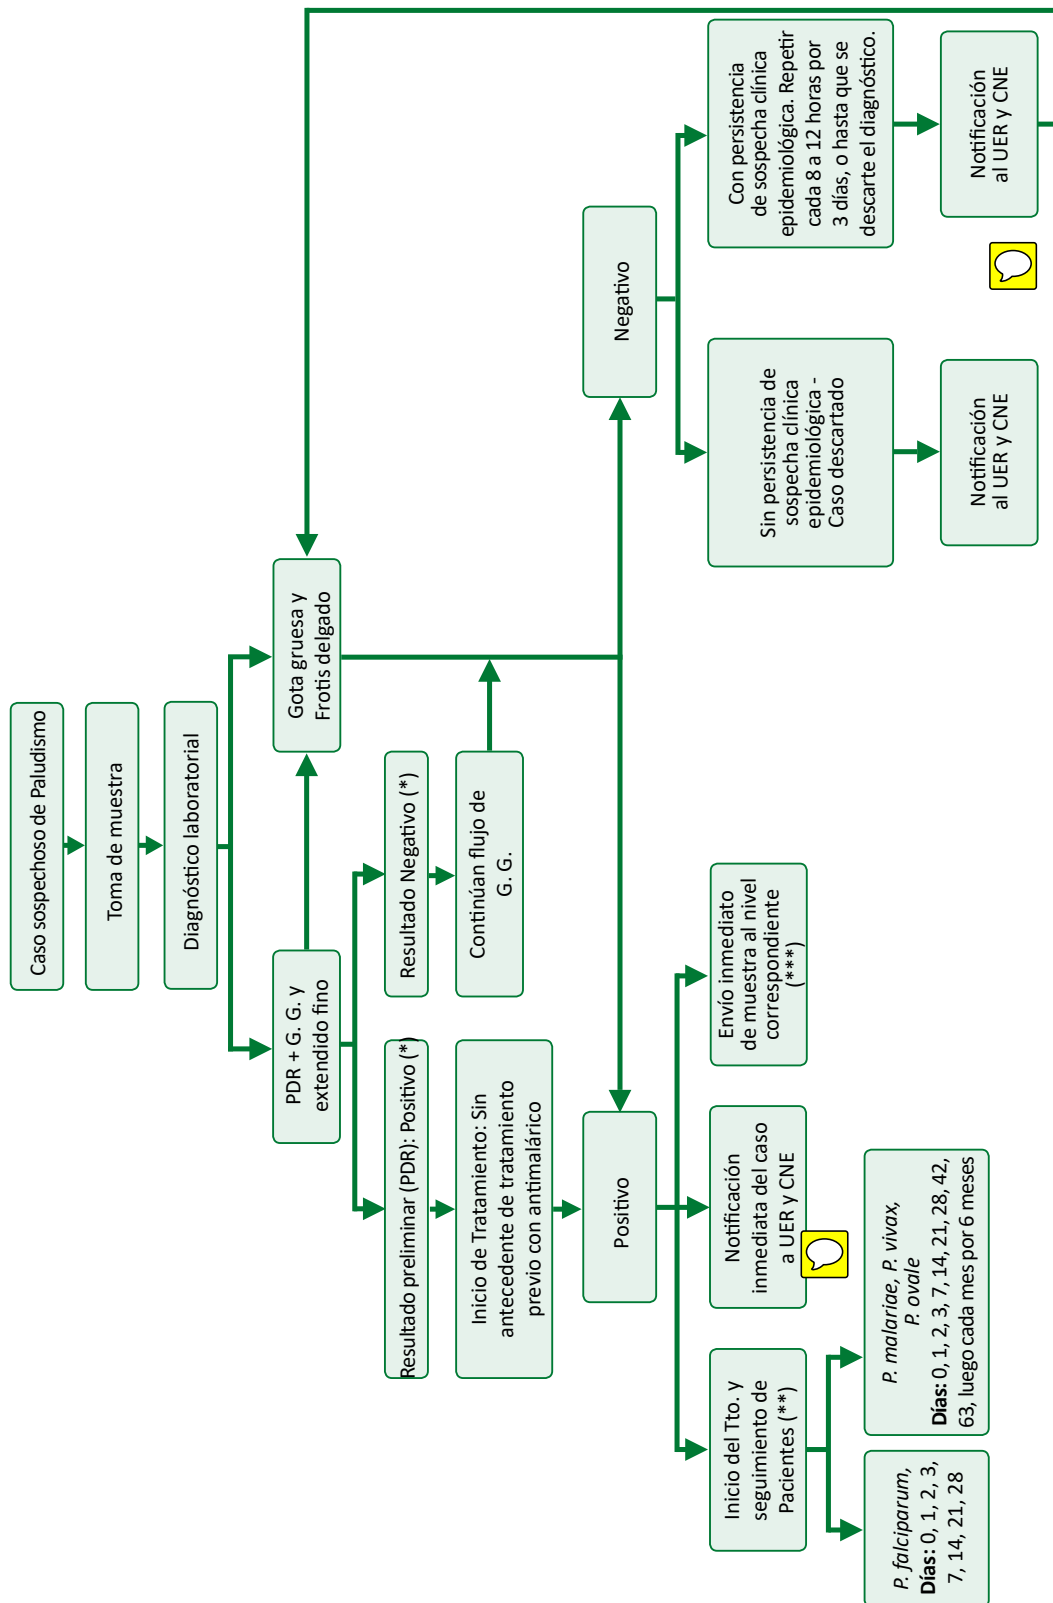 Caso sospechoso de Paludismo
Toma de muestra
Diagnóstico laboratorial
PDR + G. G. y
extendido fino
Gota gruesa y
Frotis delgado
Resultado preliminar (PDR): Positivo (*)
Resultado Negativo (*)
Inicio de Tratamiento: Sin
antecedente de tratamiento
previo con antimalárico
Continúan flujo de
G. G.
Positivo
Negativo
Inicio del Tto. y
seguimiento de
Pacientes (**)
Notificación
inmediata del caso
a UER y CNE
Envío inmediato
de muestra al nivel
correspondiente
(***)
Sin persistencia de
sospecha clínica
epidemiológica -
Caso descartado
Con persistencia
de sospecha clínica
epidemiológica. Repetir
cada 8 a 12 horas por
3 días, o hasta que se
descarte el diagnóstico.
P. falciparum,
Días: 0, 1, 2, 3,
7, 14, 21, 28
P. malariae, P. vivax,
P. ovale
Días: 0, 1, 2, 3, 7, 14, 21, 28, 42,
63, luego cada mes por 6 meses
Notificación
al UER y CNE
Notificación
al UER y CNE